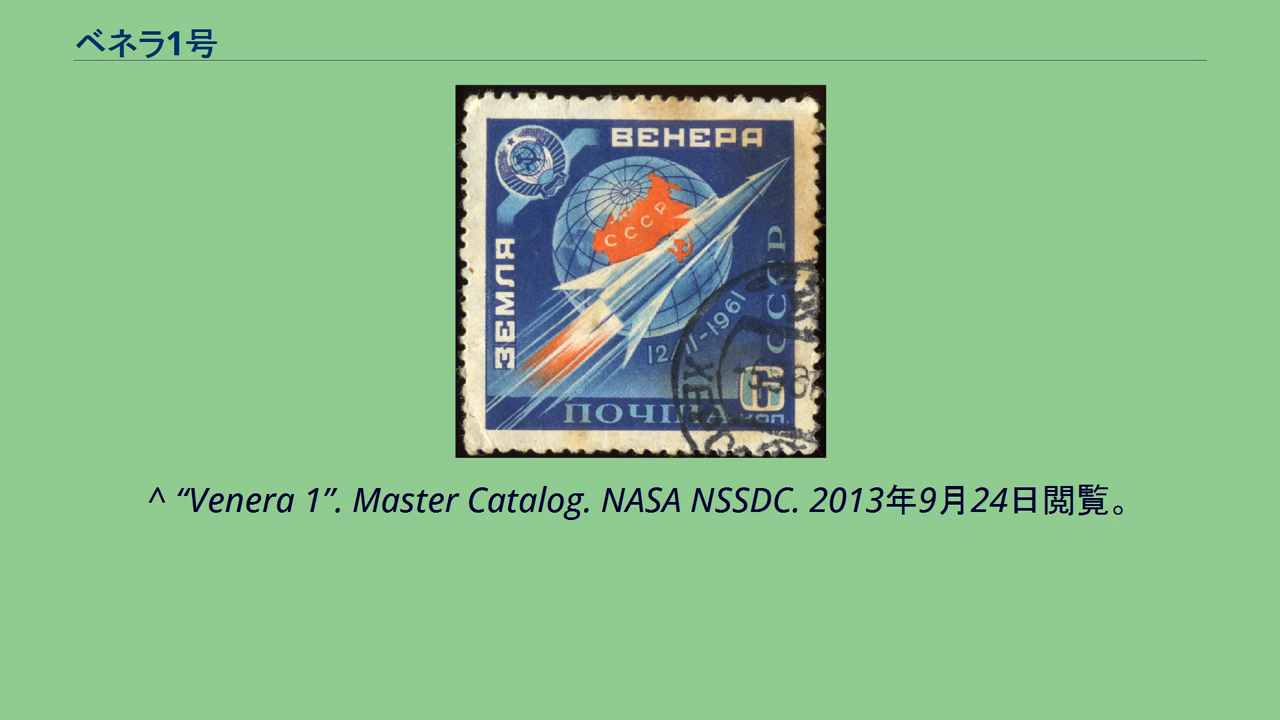 ベネラ1号
ВЕНЕРА
ЗЕМЛЯ
СССР
СССР
12/II-1961
6
ПОЧТА КОП.
^ “Venera 1”. Master Catalog. NASA NSSDC. 2013年9月24日閲覧。